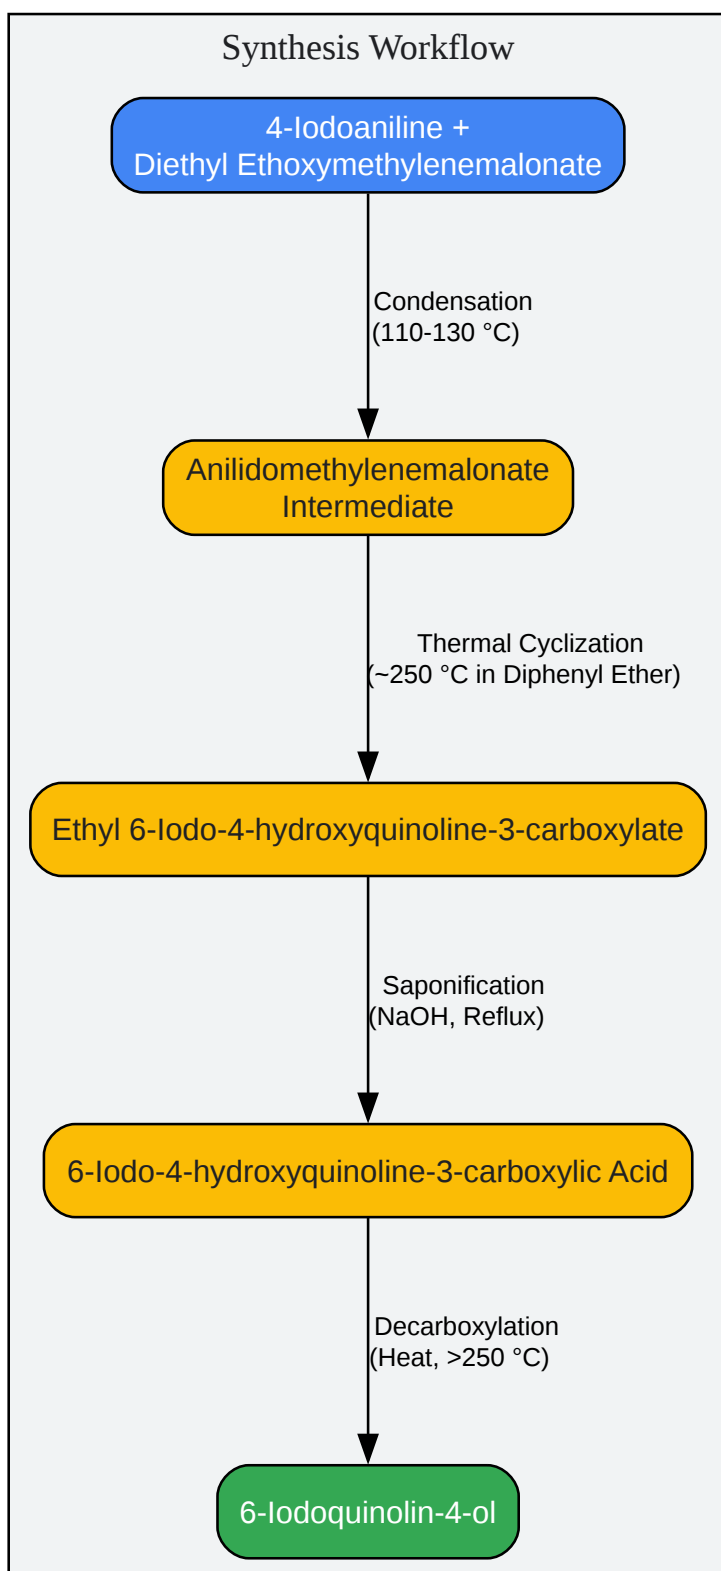 Synthesis Workflow
4-Iodoaniline +
Diethyl Ethoxymethylenemalonate
Condensation
(110-130 °C)
Anilidomethylenemalonate
Intermediate
Thermal Cyclization
(~250 °C in Diphenyl Ether)
Ethyl 6-Iodo-4-hydroxyquinoline-3-carboxylate
Saponification
(NaOH, Reflux)
6-Iodo-4-hydroxyquinoline-3-carboxylic Acid
Decarboxylation
(Heat, >250 °C)
6-Iodoquinolin-4-ol